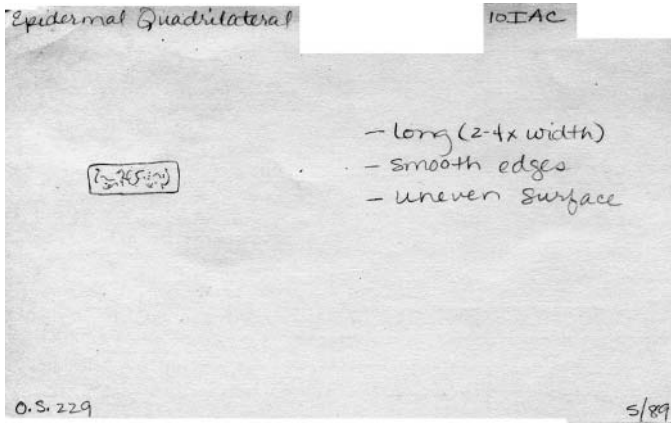 Epidermal Quadrilateral
10IAC
- long (2-4x width)
- smooth edges
- uneven surface
O.S. 229
5/89